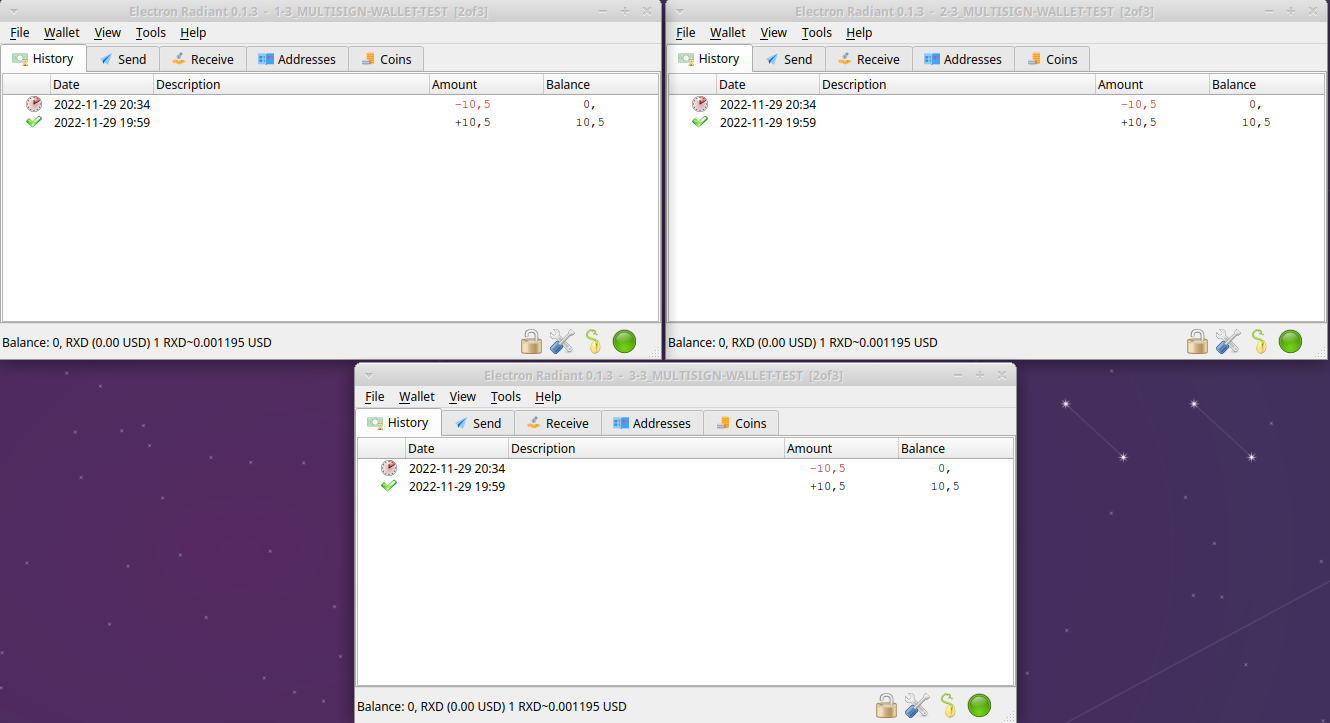 Electron Radiant 0.1.3 - 1-3_MULTISIGN-WALLET-TEST [2of3]
File Wallet View Tools Help
History Send Receive Addresses Coins
Date Description Amount Balance
2022-11-29 20:34 -10,5 0,
2022-11-29 19:59 +10,5 10,5
Balance: 0, RXD (0.00 USD) 1 RXD~0.001195 USD
Electron Radiant 0.1.3 - 2-3_MULTISIGN-WALLET-TEST [2of3]
File Wallet View Tools Help
History Send Receive Addresses Coins
Date Description Amount Balance
2022-11-29 20:34 -10,5 0,
2022-11-29 19:59 +10,5 10,5
Balance: 0, RXD (0.00 USD) 1 RXD~0.001195 USD
Electron Radiant 0.1.3 - 3-3_MULTISIGN-WALLET-TEST [2of3]
File Wallet View Tools Help
History Send Receive Addresses Coins
Date Description Amount Balance
2022-11-29 20:34 -10,5 0,
2022-11-29 19:59 +10,5 10,5
Balance: 0, RXD (0.00 USD) 1 RXD~0.001195 USD